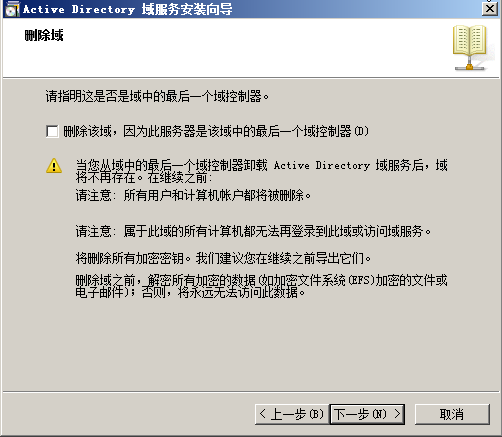 Active Directory 域服务安装向导
删除域
请指明这是否是域中的最后一个域控制器。
删除该域，因为此服务器是该域中的最后一个域控制器(D)
当您从域中的最后一个域控制器卸载 Active Directory 域服务后，域
将不再存在。在继续之前:
请注意: 所有用户和计算机帐户都将被删除。
请注意: 属于此域的所有计算机都无法再登录到此域或访问域服务。
将删除所有加密密钥。我们建议您在继续之前导出它们。
删除域之前，解密所有加密的数据(如加密文件系统(EFS)加密的文件或
电子邮件)；否则，将永远无法访问此数据。
< 上一步(B) 下一步(N) > 取消